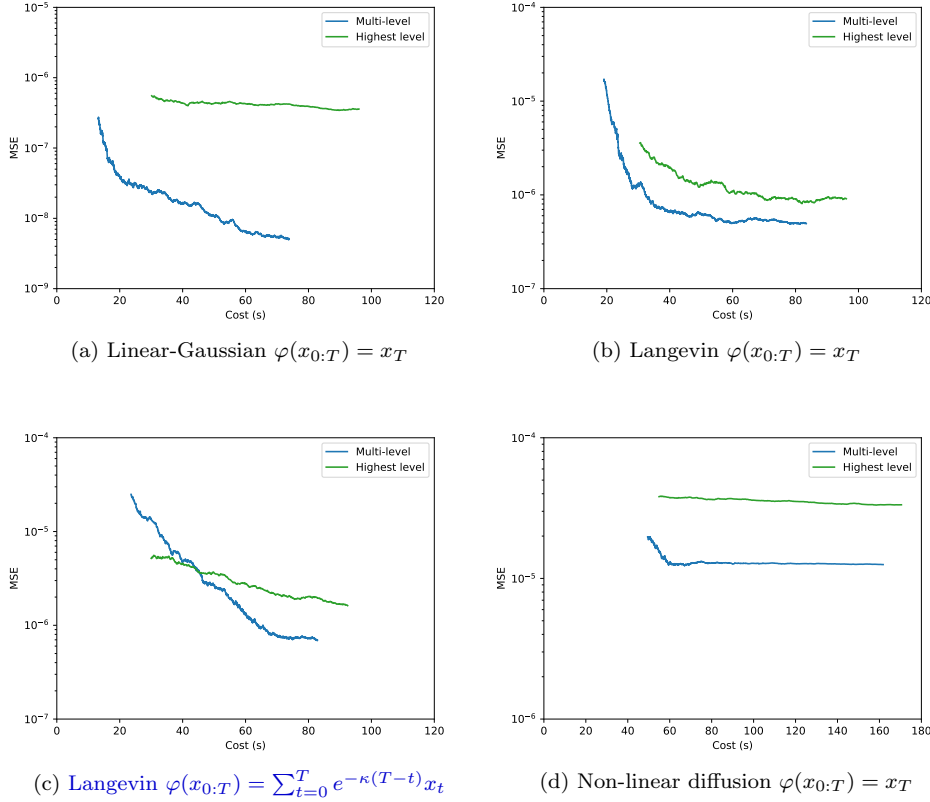 10^{-5}
10^{-6}
10^{-7}
10^{-8}
10^{-9}
MSE
0 20 40 60 80 100 120
Cost (s)
Multi-level
Highest level
(a) Linear-Gaussian φ(x_{0:T}) = x_T
10^{-4}
10^{-5}
10^{-6}
10^{-7}
MSE
0 20 40 60 80 100 120
Cost (s)
Multi-level
Highest level
(b) Langevin φ(x_{0:T}) = x_T
10^{-4}
10^{-5}
10^{-6}
10^{-7}
MSE
0 20 40 60 80 100 120
Cost (s)
Multi-level
Highest level
(c) Langevin φ(x_{0:T}) = ∑_{t=0}^{T} e^{-κ(T-t)} x_t
10^{-4}
10^{-5}
10^{-6}
MSE
0 20 40 60 80 100 120 140 160 180
Cost (s)
Multi-level
Highest level
(d) Non-linear diffusion φ(x_{0:T}) = x_T